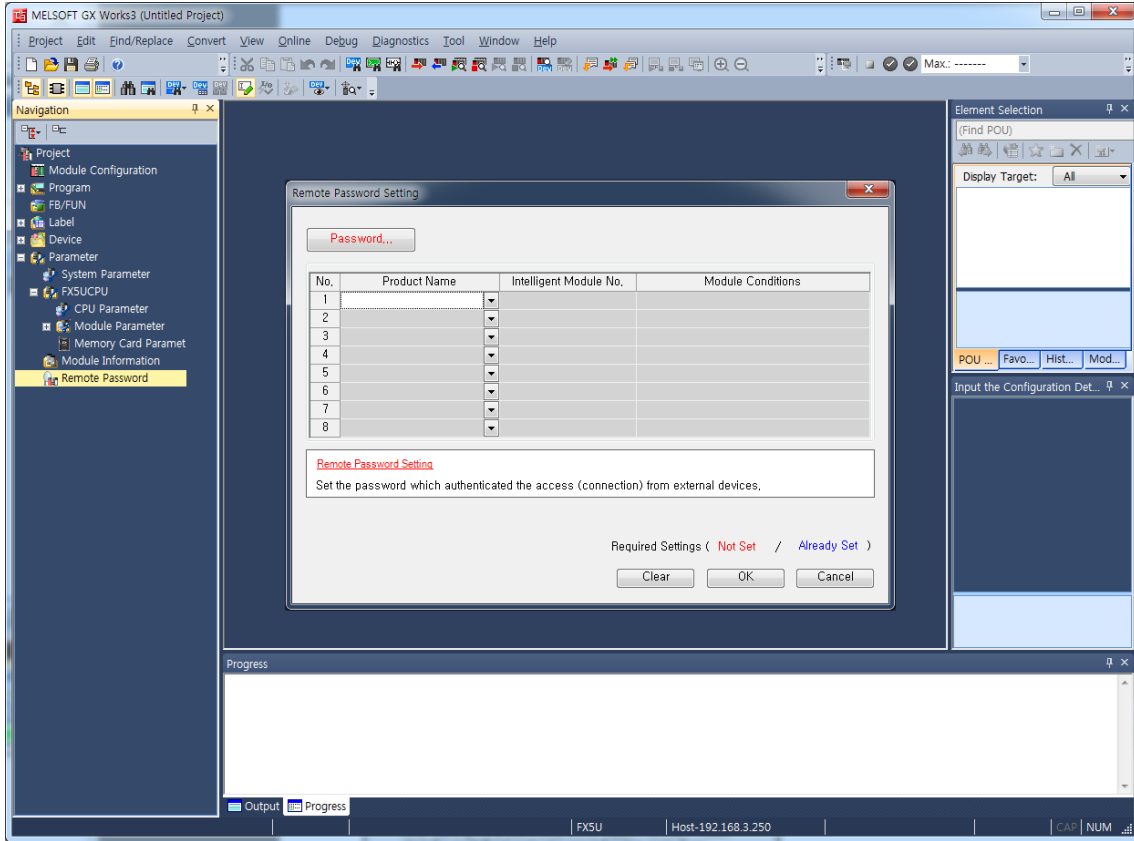 MELSOFT GX Works3 (Untitled Project)
Project Edit Find/Replace Convert View Online Debug Diagnostics Tool Window Help
Max.: -------
Navigation
Project
Module Configuration
Program
FB/FUN
Label
Device
Parameter
System Parameter
FX5UCPU
CPU Parameter
Module Parameter
Memory Card Paramet
Module Information
Remote Password
Remote Password Setting
Password...
No. Product Name Intelligent Module No. Module Conditions
1
2
3
4
5
6
7
8
Remote Password Setting
Set the password which authenticated the access (connection) from external devices.
Required Settings ( Not Set / Already Set )
Clear OK Cancel
Element Selection
(Find POU)
Display Target: All
POU ... Favo... Hist... Mod...
Input the Configuration Det...
Progress
Output Progress
FX5U Host-192.168.3.250 CAP NUM